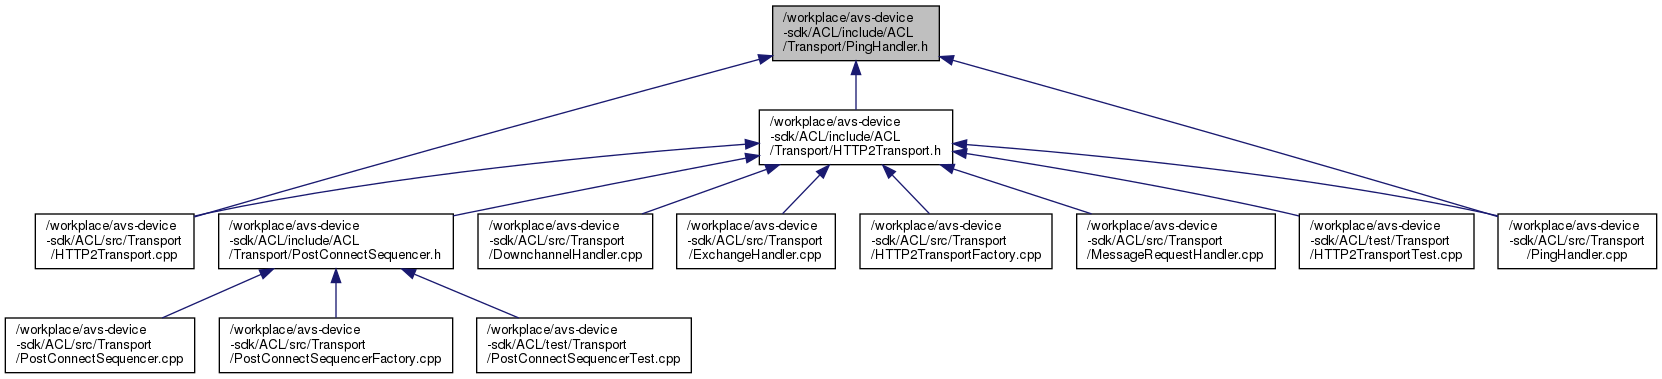 /workplace/avs-device
-sdk/ACL/include/ACL
/Transport/PingHandler.h
/workplace/avs-device
-sdk/ACL/include/ACL
/Transport/HTTP2Transport.h
/workplace/avs-device
-sdk/ACL/src/Transport
/HTTP2Transport.cpp
/workplace/avs-device
-sdk/ACL/include/ACL
/Transport/PostConnectSequencer.h
/workplace/avs-device
-sdk/ACL/src/Transport
/DownchannelHandler.cpp
/workplace/avs-device
-sdk/ACL/src/Transport
/ExchangeHandler.cpp
/workplace/avs-device
-sdk/ACL/src/Transport
/HTTP2TransportFactory.cpp
/workplace/avs-device
-sdk/ACL/src/Transport
/MessageRequestHandler.cpp
/workplace/avs-device
-sdk/ACL/test/Transport
/HTTP2TransportTest.cpp
/workplace/avs-device
-sdk/ACL/src/Transport
/PingHandler.cpp
/workplace/avs-device
-sdk/ACL/src/Transport
/PostConnectSequencer.cpp
/workplace/avs-device
-sdk/ACL/src/Transport
/PostConnectSequencerFactory.cpp
/workplace/avs-device
-sdk/ACL/test/Transport
/PostConnectSequencerTest.cpp